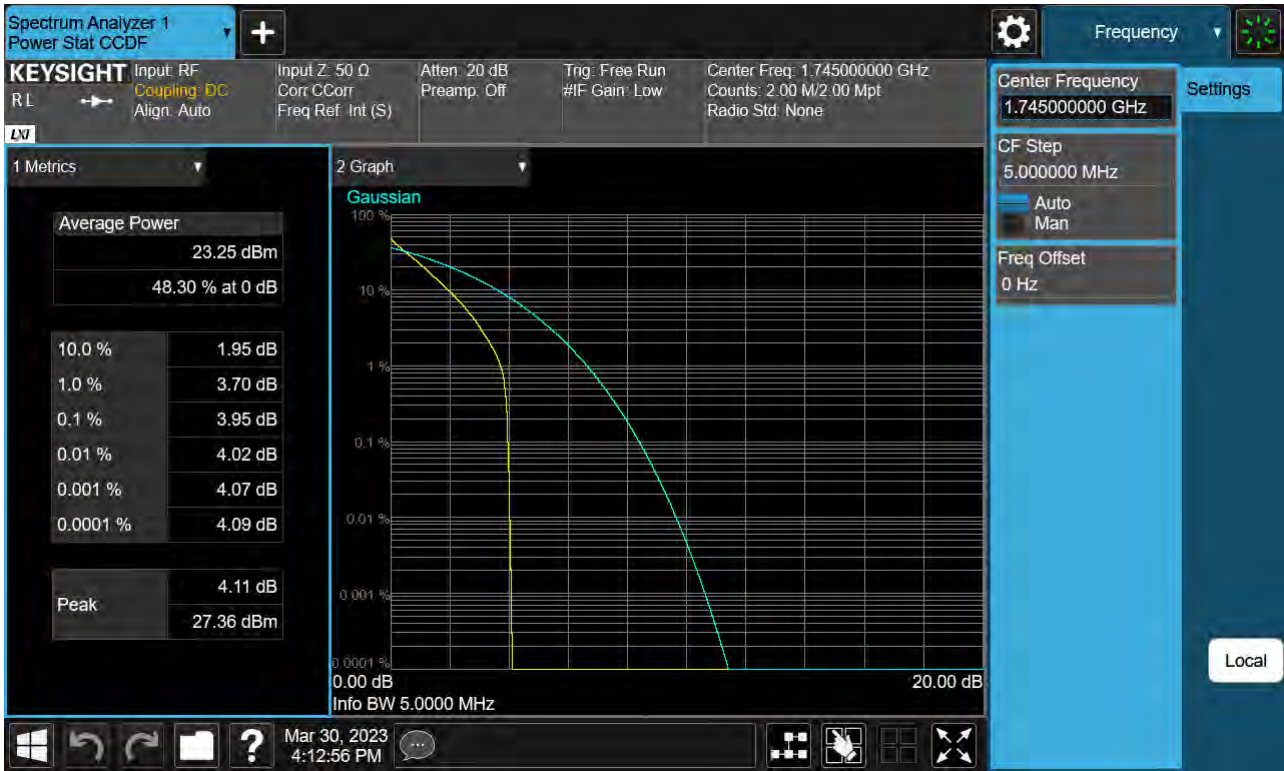 Spectrum Analyzer 1
Power Stat CCDF
+
Frequency
KEYSIGHT
RL
LXI
Input: RF
Coupling: DC
Align: Auto
Input Z: 50 Ω
Corr CCorr
Freq Ref: Int (S)
Atten: 20 dB
Preamp: Off
Trig: Free Run
#IF Gain: Low
Center Freq: 1.745000000 GHz
Counts: 2.00 M/2.00 Mpt
Radio Std: None
Center Frequency
1.745000000 GHz
Settings
CF Step
5.000000 MHz
Auto
Man
Freq Offset
0 Hz
Local
1 Metrics
Average Power
23.25 dBm
48.30 % at 0 dB
10.0 % 1.95 dB
1.0 % 3.70 dB
0.1 % 3.95 dB
0.01 % 4.02 dB
0.001 % 4.07 dB
0.0001 % 4.09 dB
Peak
4.11 dB
27.36 dBm
2 Graph
Gaussian
100 %
10 %
1 %
0.1 %
0.01 %
0.001 %
0.0001 %
0.00 dB 20.00 dB
Info BW 5.0000 MHz
?
Mar 30, 2023
4:12:56 PM